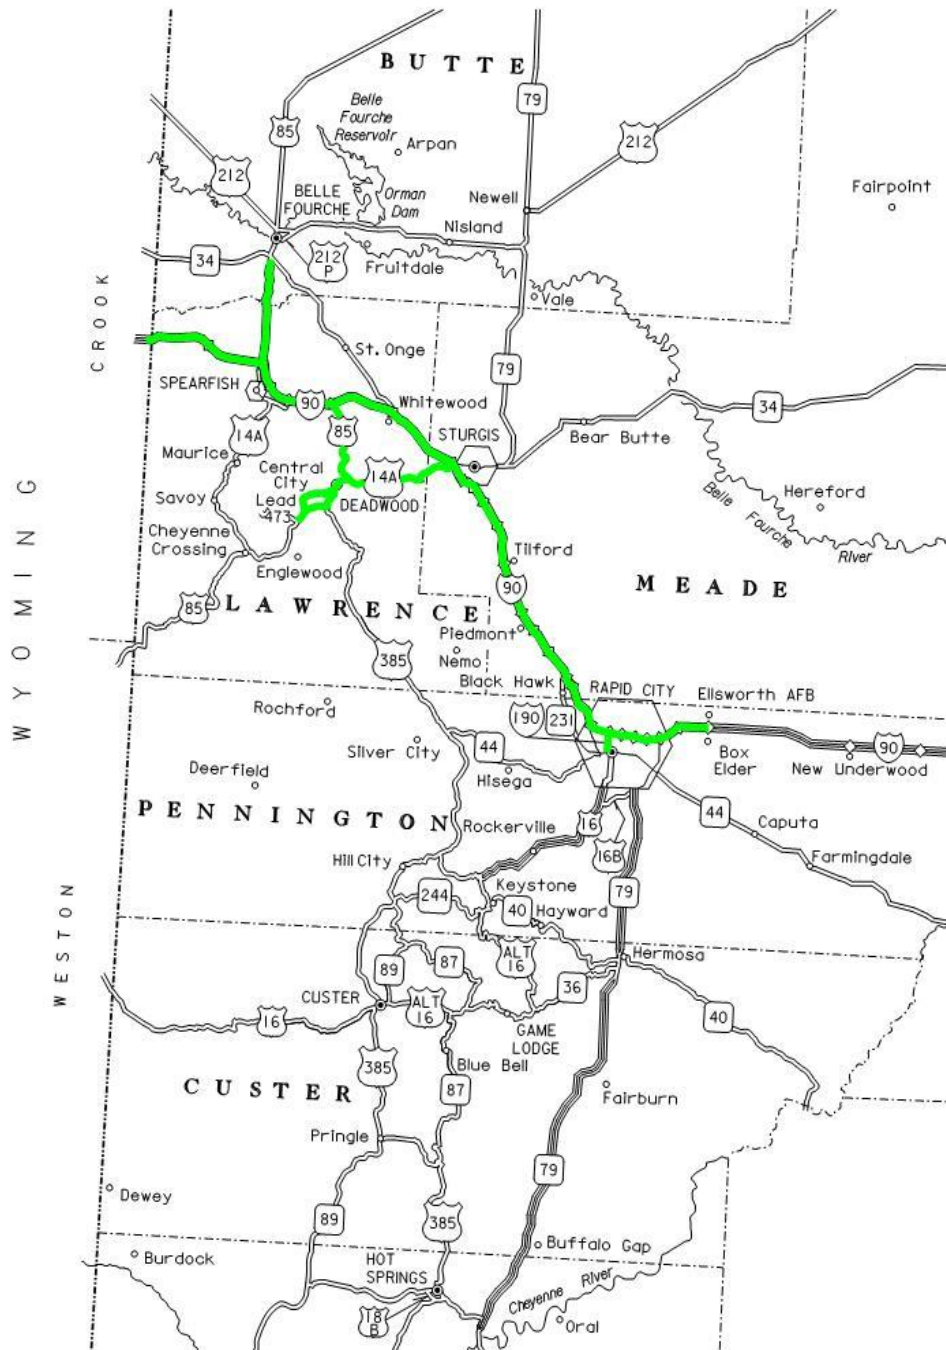 BUTTE
79
85
Belle
Fourche
Reservoir
Arpan
212
212
Fairpoint
BELLE
FOURCHE
Orman
Dam
Newell
Nisland
34
212
P
Fruitdale
Vale
CROOK
St. Onge
79
SPEARFISH
90
Whitewood
34
14A
85
STURGIS
Bear Butte
Maurice
Central
City
14A
Savoy
Lead
473
DEADWOOD
Hereford
Belle Fourche
River
Cheyenne
Crossing
Englewood
Tilford
WYOMING
90
MEADE
85
LAWRENCE
Piedmont
385
Nemo
Black Hawk
RAPID CITY
Ellsworth AFB
Rochford
190
231
Silver City
44
Box
Elder
90
New Underwood
Deerfield
Hisega
PENNINGTON
Rockerville
16
44
Caputa
16B
Hill City
Farmingdale
Keystone
244
40
Hayward
79
WESTON
ALT
16
Hermosa
89
87
36
CUSTER
ALT
16
16
GAME
LODGE
40
385
Blue Bell
CUSTER
87
Fairburn
Pringle
79
Dewey
89
385
Buffalo Gap
Burdock
HOT
SPRINGS
Cheyenne River
18
B
Oral